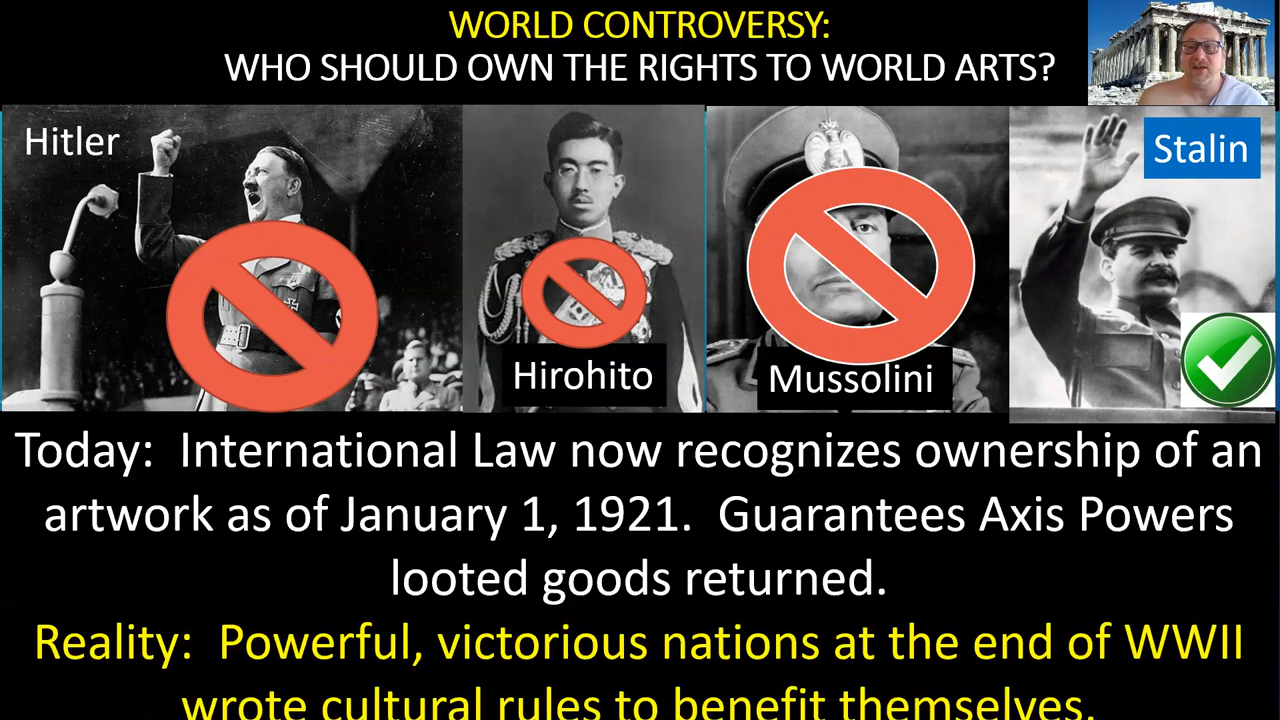 WORLD CONTROVERSY:
WHO SHOULD OWN THE RIGHTS TO WORLD ARTS?
Hitler
Stalin
Hirohito
Mussolini
Today:  International Law now recognizes ownership of an
artwork as of January 1, 1921.  Guarantees Axis Powers
looted goods returned.
Reality:  Powerful, victorious nations at the end of WWII
wrote cultural rules to benefit themselves.